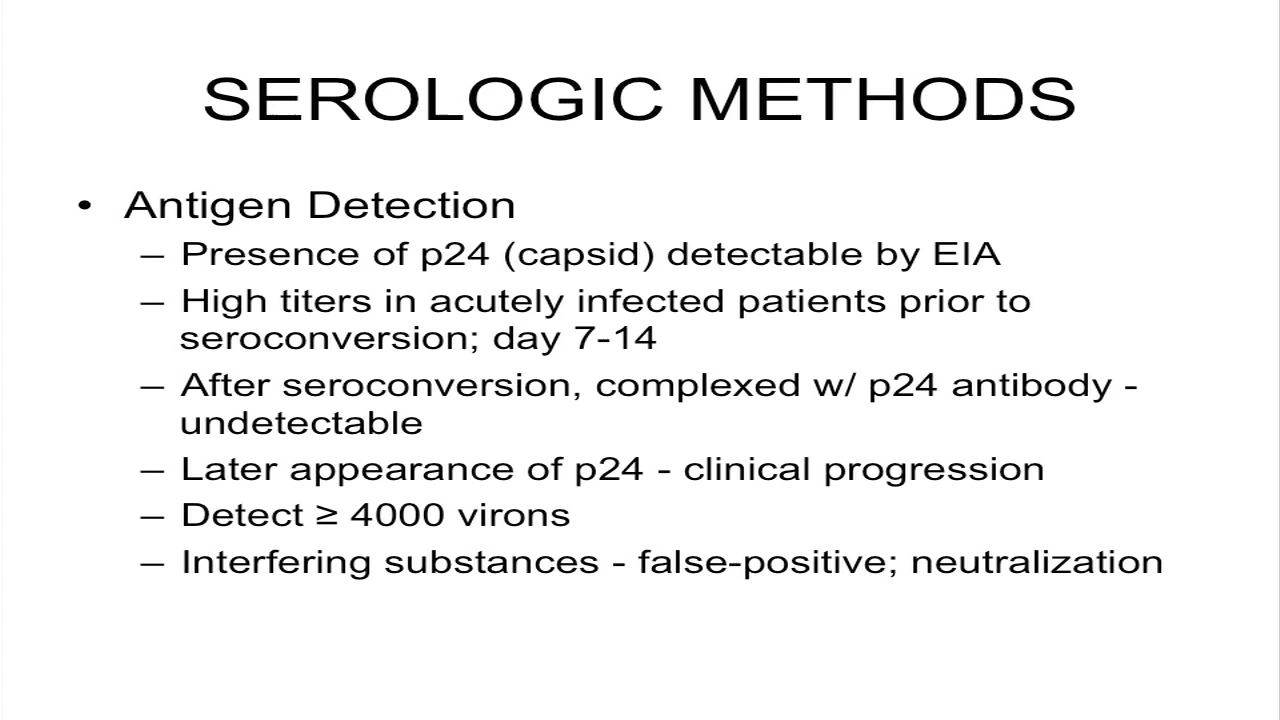 SEROLOGIC METHODS
• Antigen Detection
– Presence of p24 (capsid) detectable by EIA
– High titers in acutely infected patients prior to
seroconversion; day 7-14
– After seroconversion, complexed w/ p24 antibody -
undetectable
– Later appearance of p24 - clinical progression
– Detect ≥ 4000 virons
– Interfering substances - false-positive; neutralization